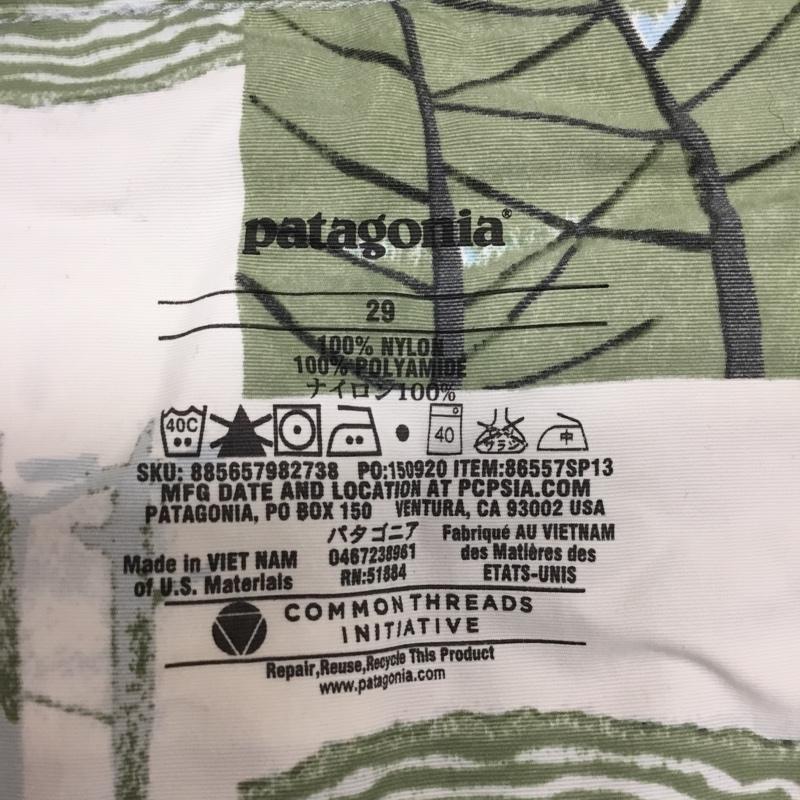 patagonia®
29
100% NYLON
100% POLYAMIDE
ナイロン100%
40C 40 中
SKU: 885657982738 PO:150920 ITEM:86557SP13
MFG DATE AND LOCATION AT PCPSIA.COM
PATAGONIA, PO BOX 150 VENTURA, CA 93002 USA
パタゴニア
0467238961
RN:51884
Made in VIET NAM
of U.S. Materials
Fabriqué AU VIETNAM
des Matières des
ETATS-UNIS
COMMON THREADS
INITIATIVE
Repair,Reuse,Recycle This Product
www.patagonia.com